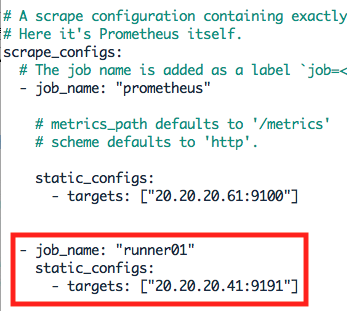 # A scrape configuration containing exactly
# Here it's Prometheus itself.
scrape_configs:
# The job name is added as a label `job=<
- job_name: "prometheus"
# metrics_path defaults to '/metrics'
# scheme defaults to 'http'.
static_configs:
- targets: ["20.20.20.61:9100"]
- job_name: "runner01"
static_configs:
- targets: ["20.20.20.41:9191"]